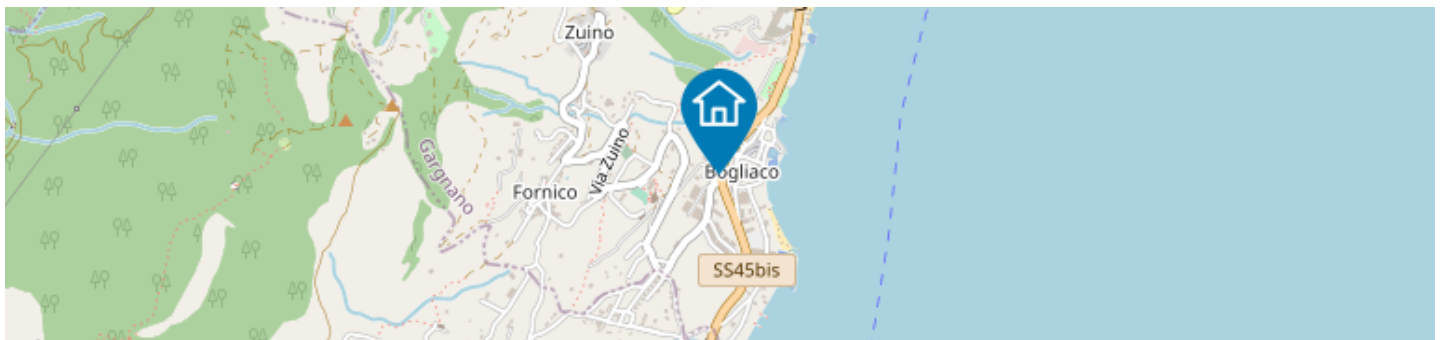 Zuino
Bogliaco
Via Zuino
Gargnano
Fornico
SS45bis